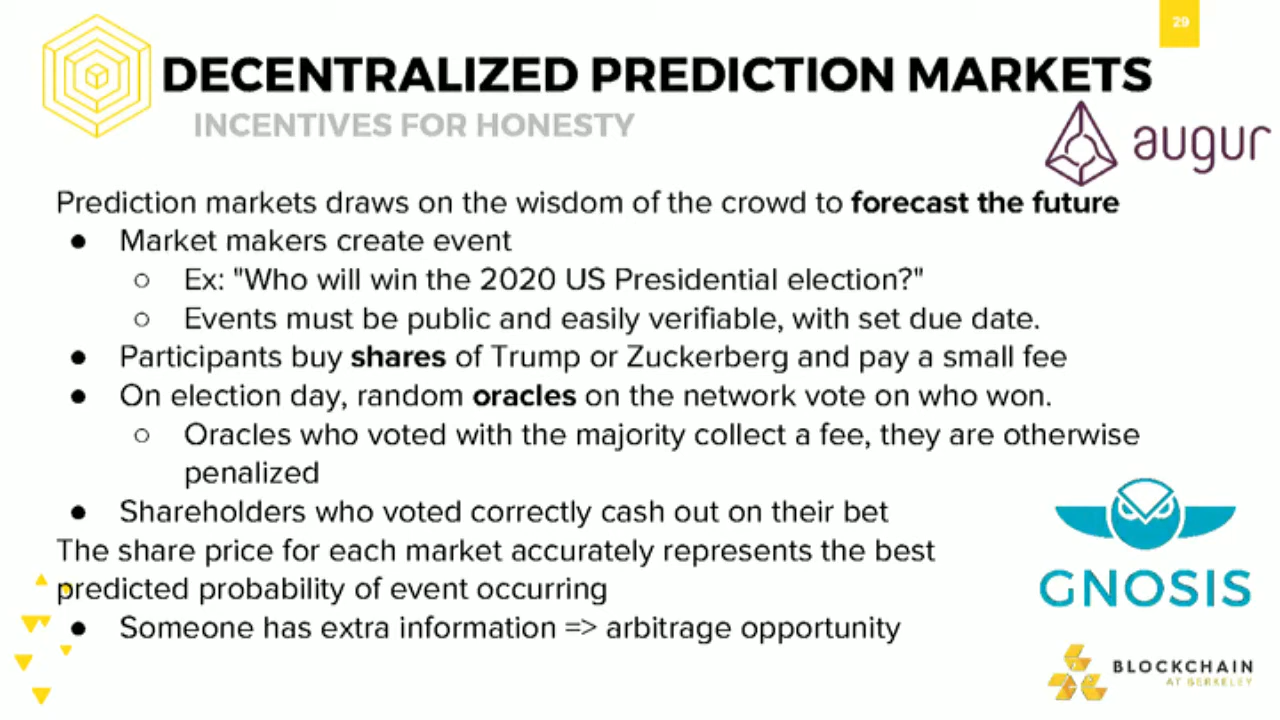 29
DECENTRALIZED PREDICTION MARKETS
INCENTIVES FOR HONESTY
augur
Prediction markets draws on the wisdom of the crowd to forecast the future
● Market makers create event
○ Ex: "Who will win the 2020 US Presidential election?"
○ Events must be public and easily verifiable, with set due date.
● Participants buy shares of Trump or Zuckerberg and pay a small fee
● On election day, random oracles on the network vote on who won.
○ Oracles who voted with the majority collect a fee, they are otherwise
penalized
● Shareholders who voted correctly cash out on their bet
The share price for each market accurately represents the best
predicted probability of event occurring
● Someone has extra information => arbitrage opportunity
GNOSIS
BLOCKCHAIN
AT BERKELEY